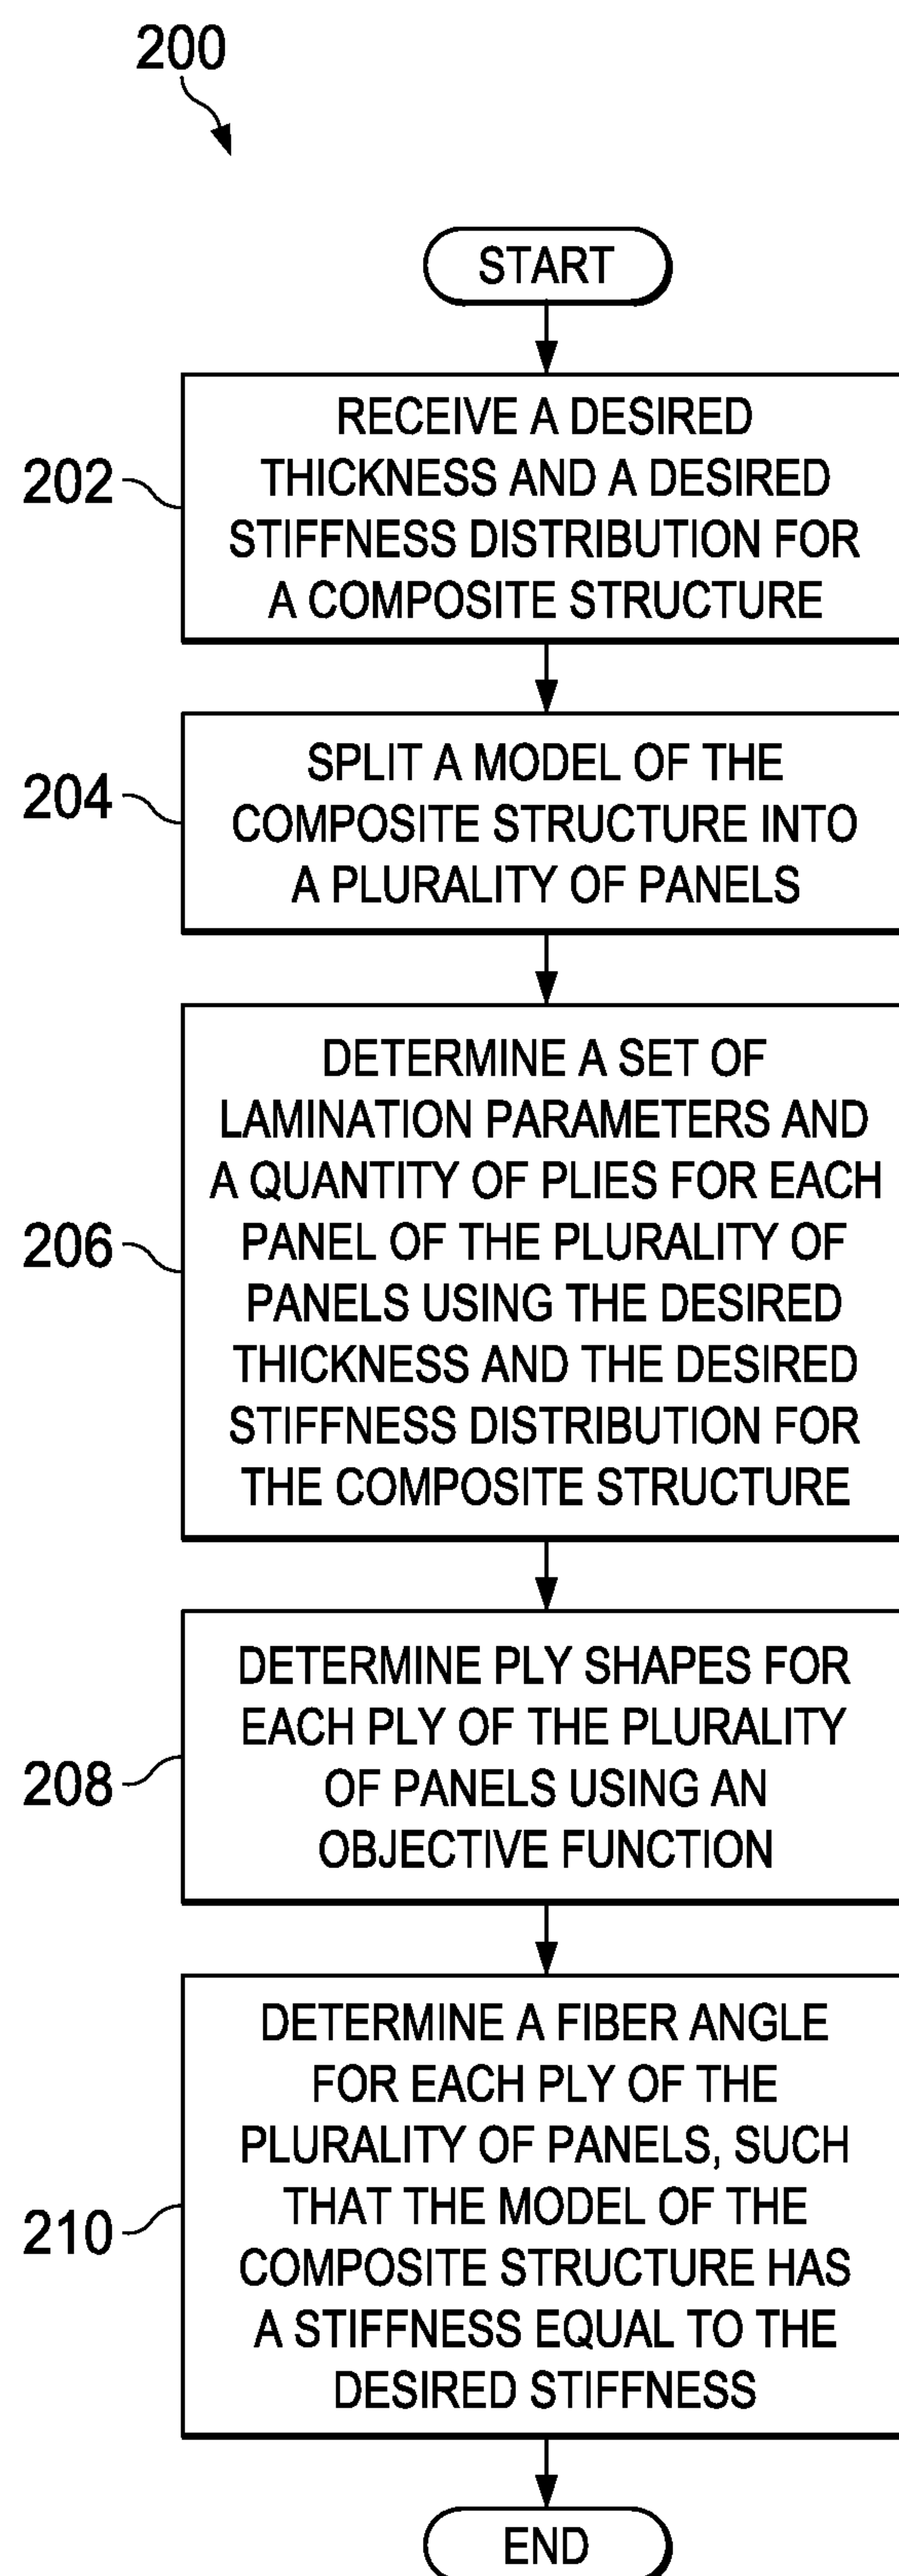 200
START
202
RECEIVE A DESIRED
THICKNESS AND A DESIRED
STIFFNESS DISTRIBUTION FOR
A COMPOSITE STRUCTURE
204
SPLIT A MODEL OF THE
COMPOSITE STRUCTURE INTO
A PLURALITY OF PANELS
206
DETERMINE A SET OF
LAMINATION PARAMETERS AND
A QUANTITY OF PLIES FOR EACH
PANEL OF THE PLURALITY OF
PANELS USING THE DESIRED
THICKNESS AND THE DESIRED
STIFFNESS DISTRIBUTION FOR
THE COMPOSITE STRUCTURE
208
DETERMINE PLY SHAPES FOR
EACH PLY OF THE PLURALITY
OF PANELS USING AN
OBJECTIVE FUNCTION
210
DETERMINE A FIBER ANGLE
FOR EACH PLY OF THE
PLURALITY OF PANELS, SUCH
THAT THE MODEL OF THE
COMPOSITE STRUCTURE HAS
A STIFFNESS EQUAL TO THE
DESIRED STIFFNESS
END